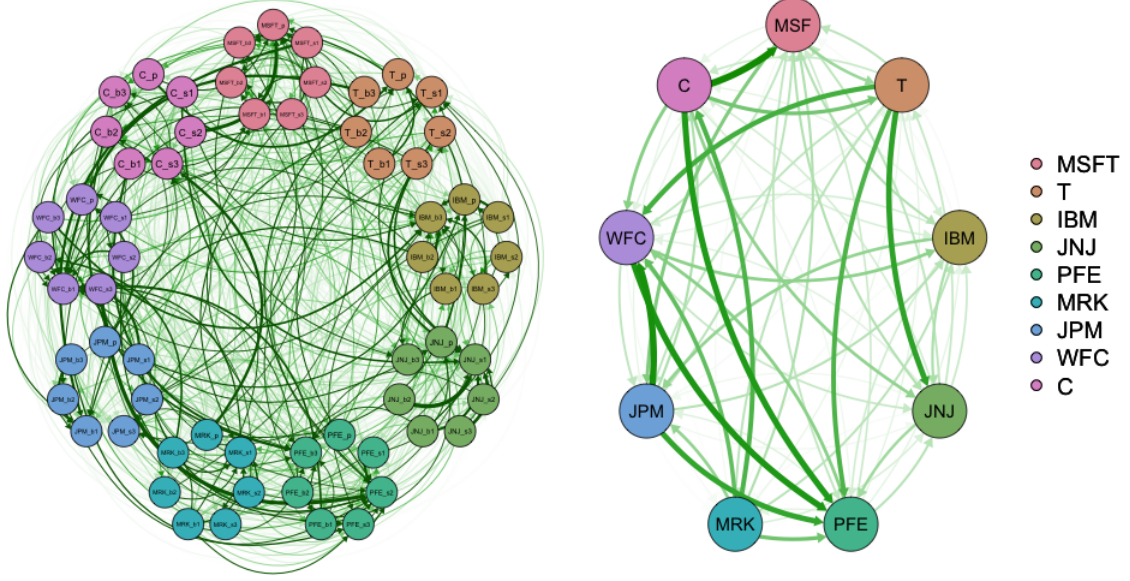 MSFT_p
MSFT_b3
MSFT_s1
MSFT_b2
MSFT_s2
MSFT_b1
MSFT_s3
C_p
C_b3
C_s1
C_b2
C_s2
C_b1
C_s3
T_p
T_b3
T_s1
T_b2
T_s2
T_b1
T_s3
WFC_p
WFC_b3
WFC_s1
WFC_b2
WFC_s2
WFC_b1
WFC_s3
IBM_p
IBM_b3
IBM_s1
IBM_b2
IBM_s2
IBM_b1
IBM_s3
JPM_p
JPM_b3
JPM_s1
JPM_b2
JPM_s2
JPM_b1
JPM_s3
JNJ_p
JNJ_b3
JNJ_s1
JNJ_b2
JNJ_s2
JNJ_b1
JNJ_s3
MRK_p
MRK_b3
MRK_s1
MRK_b2
MRK_s2
MRK_b1
MRK_s3
PFE_p
PFE_b3
PFE_s1
PFE_b2
PFE_s2
PFE_b1
PFE_s3
MSF
C
T
WFC
IBM
JPM
JNJ
MRK
PFE
MSFT
T
IBM
JNJ
PFE
MRK
JPM
WFC
C